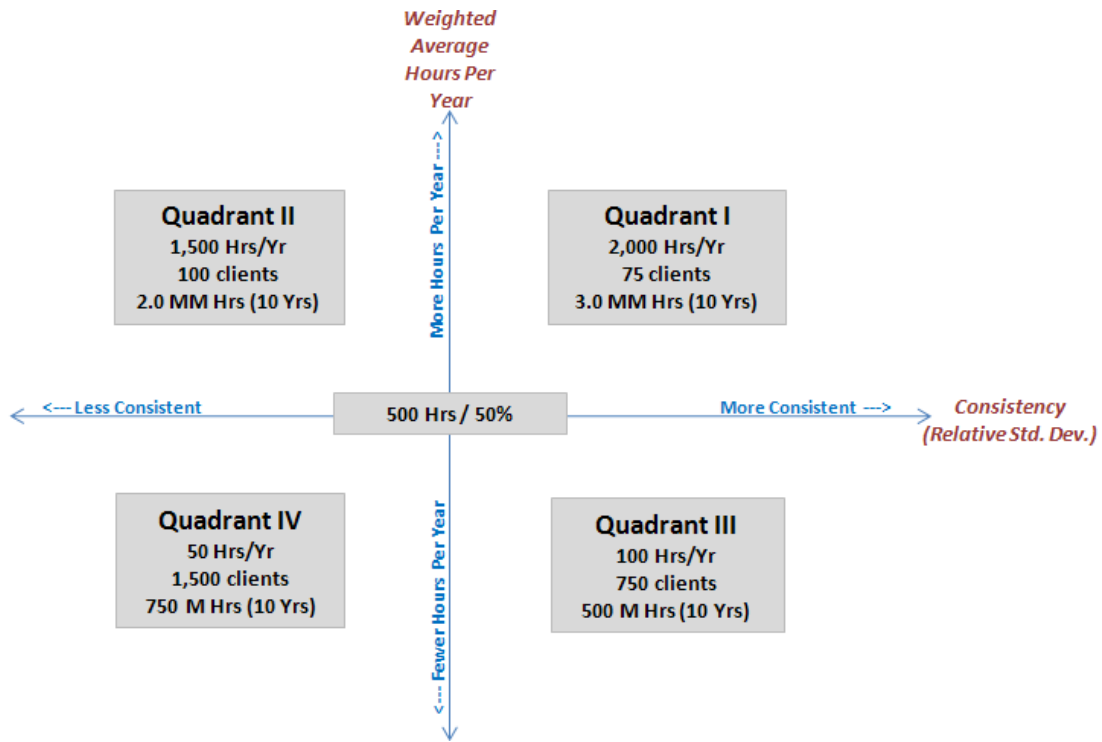 Weighted
Average
Hours Per
Year
More Hours Per Year --->
Quadrant II
1,500 Hrs/Yr
100 clients
2.0 MM Hrs (10 Yrs)
Quadrant I
2,000 Hrs/Yr
75 clients
3.0 MM Hrs (10 Yrs)
<--- Less Consistent
500 Hrs / 50%
More Consistent --->
Consistency
(Relative Std. Dev.)
Quadrant IV
50 Hrs/Yr
1,500 clients
750 M Hrs (10 Yrs)
<--- Fewer Hours Per Year
Quadrant III
100 Hrs/Yr
750 clients
500 M Hrs (10 Yrs)